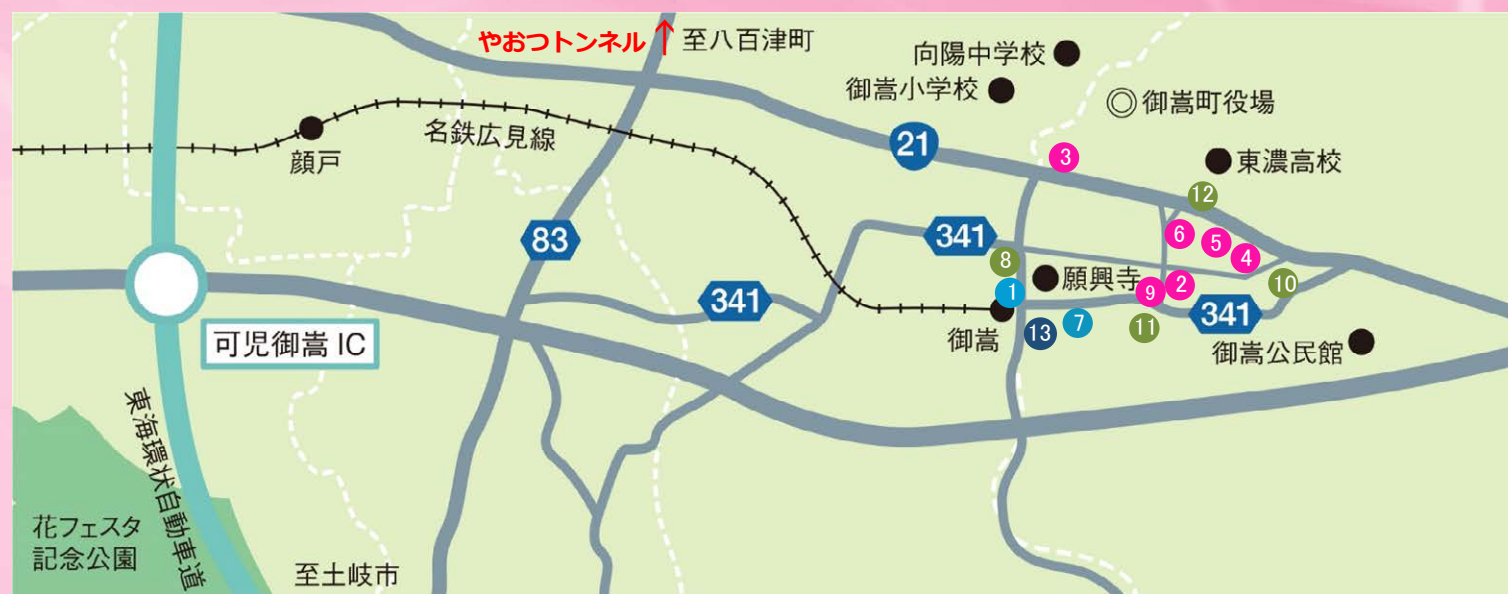 やおつトンネル
至八百津町
向陽中学校
御嵩小学校
御嵩町役場
名鉄広見線
顔戸
21
3
東濃高校
12
6
5
4
83
341
8
願興寺
1
9
2
10
341
341
御嵩
13
7
11
御嵩公民館
可児御嵩 IC
東海環状自動車道
花フェスタ
記念公園
至土岐市